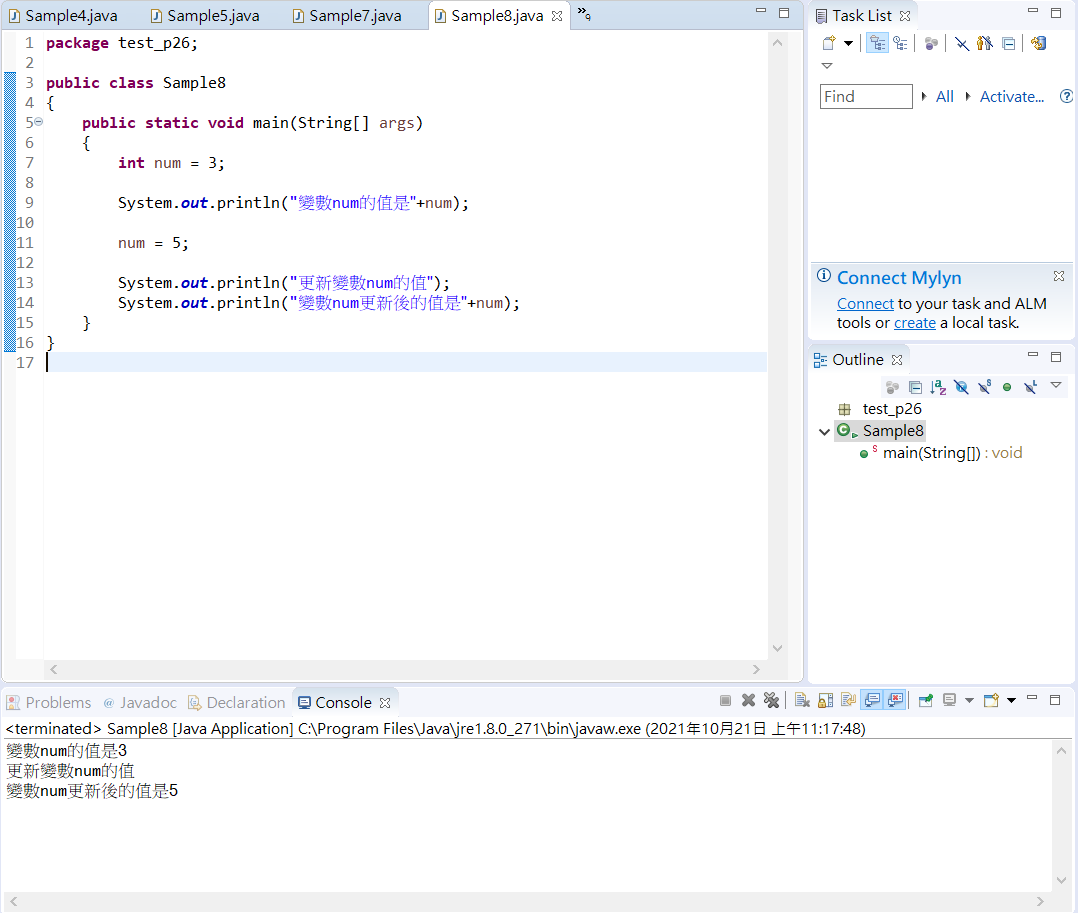 Sample4.java Sample5.java Sample7.java Sample8.java »9
1 package test_p26;
2
3 public class Sample8
4 {
5 public static void main(String[] args)
6 {
7 int num = 3;
8
9 System.out.println("變數num的值是"+num);
10
11 num = 5;
12
13 System.out.println("更新變數num的值");
14 System.out.println("變數num更新後的值是"+num);
15 }
16 }
17
Task List
Find All Activate...
Connect Mylyn
Connect to your task and ALM
tools or create a local task.
Outline
test_p26
Sample8
main(String[]) : void
Problems @ Javadoc Declaration Console
<terminated> Sample8 [Java Application] C:\Program Files\Java\jre1.8.0_271\bin\javaw.exe (2021年10月21日 上午11:17:48)
變數num的值是3
更新變數num的值
變數num更新後的值是5